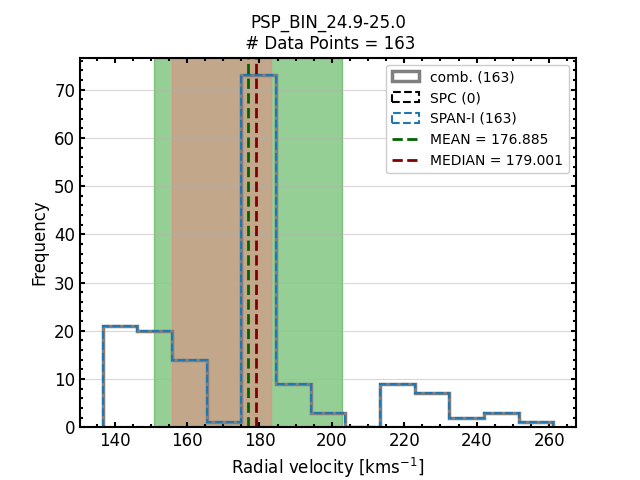 PSP_BIN_24.9-25.0
# Data Points = 163
comb. (163)
SPC (0)
SPAN-I (163)
MEAN = 176.885
MEDIAN = 179.001
Frequency
70
60
50
40
30
20
10
0
140 160 180 200 220 240 260
Radial velocity [kms⁻¹]